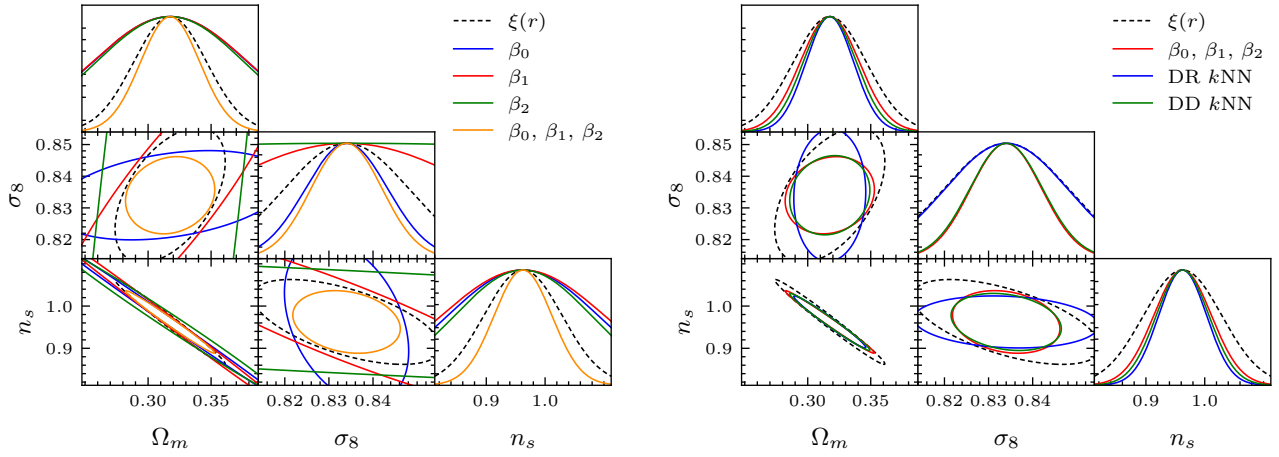 ξ(r)
β₀
β₁
β₂
β₀, β₁, β₂
0.85
0.84
0.83
0.82
σ₈
1.0
0.9
nₛ
0.30 0.35
0.82 0.83 0.84
0.9 1.0
Ωₘ
σ₈
nₛ
ξ(r)
β₀, β₁, β₂
DR kNN
DD kNN
0.85
0.84
0.83
0.82
σ₈
1.0
0.9
nₛ
0.30 0.35
0.82 0.83 0.84
0.9 1.0
Ωₘ
σ₈
nₛ